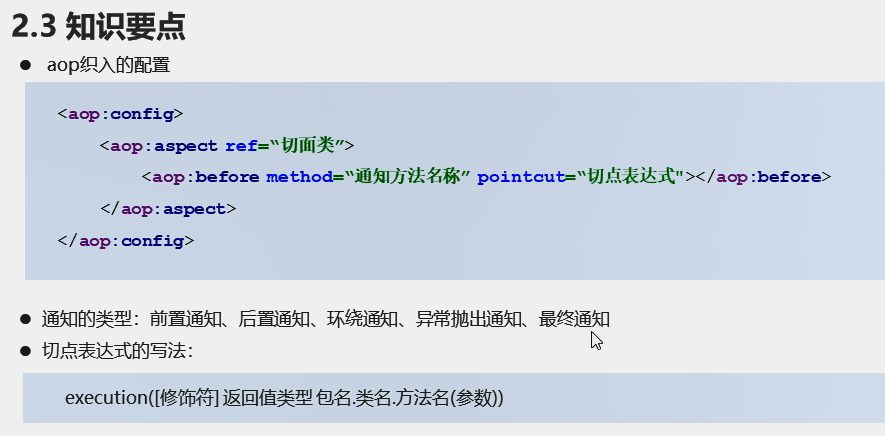 2.3 知识要点
● aop织入的配置
<aop:config>
<aop:aspect ref=“切面类”>
<aop:before method=“通知方法名称” pointcut=“切点表达式"></aop:before>
</aop:aspect>
</aop:config>
● 通知的类型：前置通知、后置通知、环绕通知、异常抛出通知、最终通知
● 切点表达式的写法：
execution([修饰符] 返回值类型 包名.类名.方法名(参数))